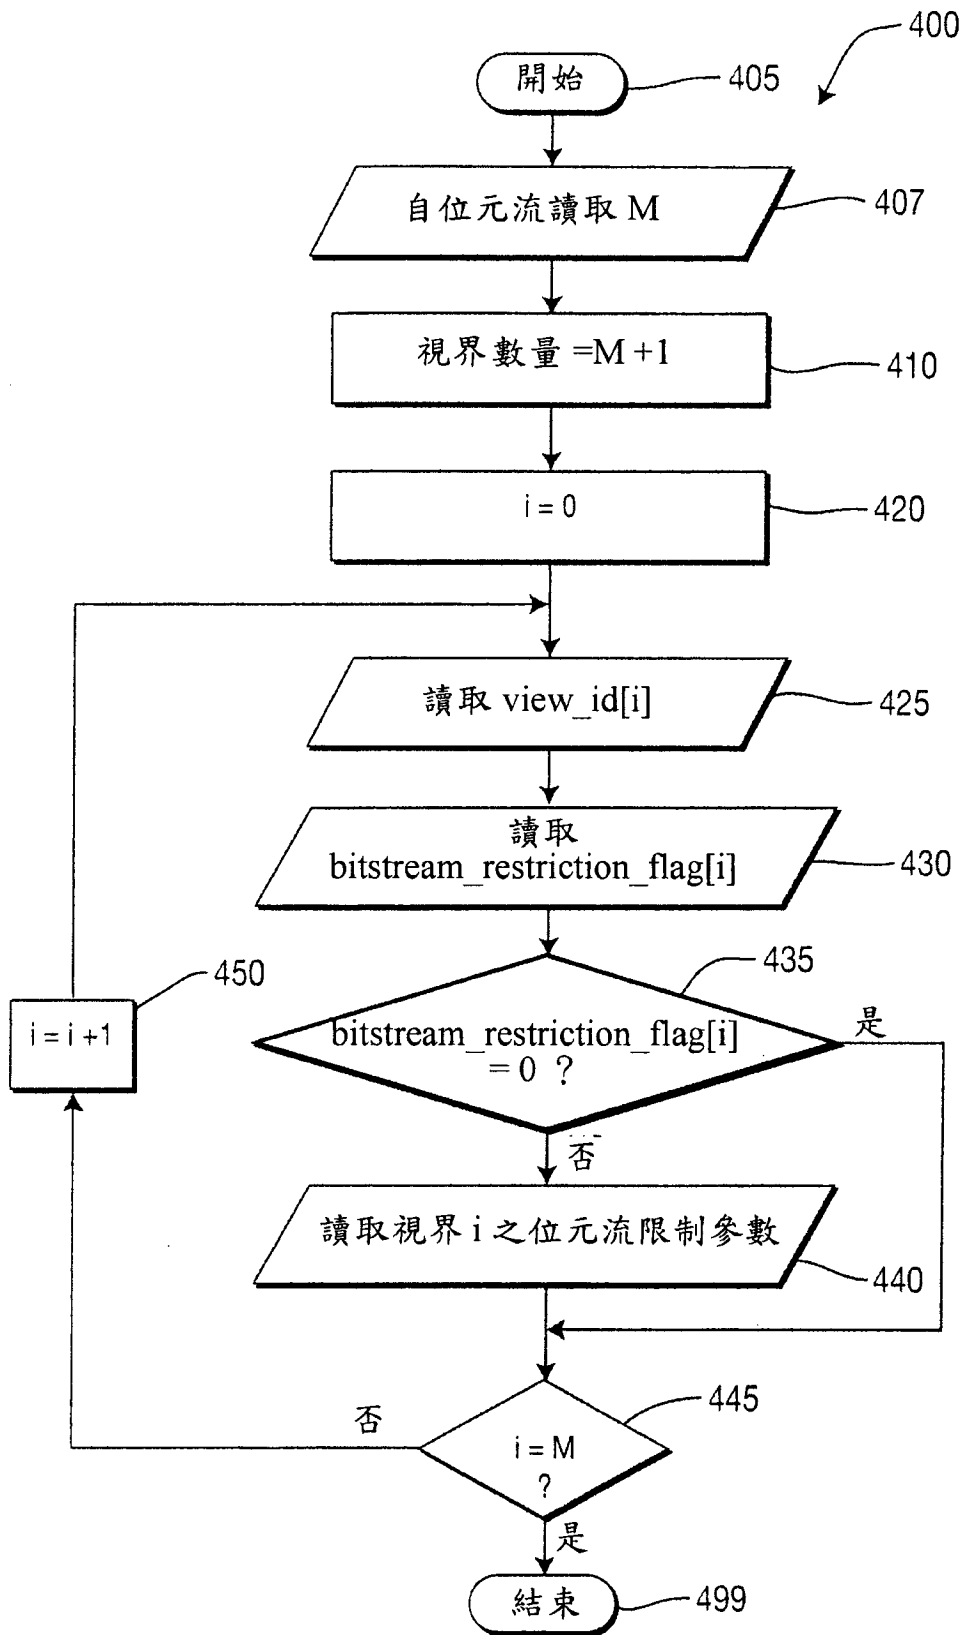 400
開始
405
自位元流讀取 M
407
視界數量 =M +1
410
i = 0
420
讀取 view_id[i]
425
讀取
bitstream_restriction_flag[i]
430
435
450
i = i +1
bitstream_restriction_flag[i]
= 0 ?
是
否
讀取視界 i 之位元流限制參數
440
445
否
i = M
?
是
結束
499